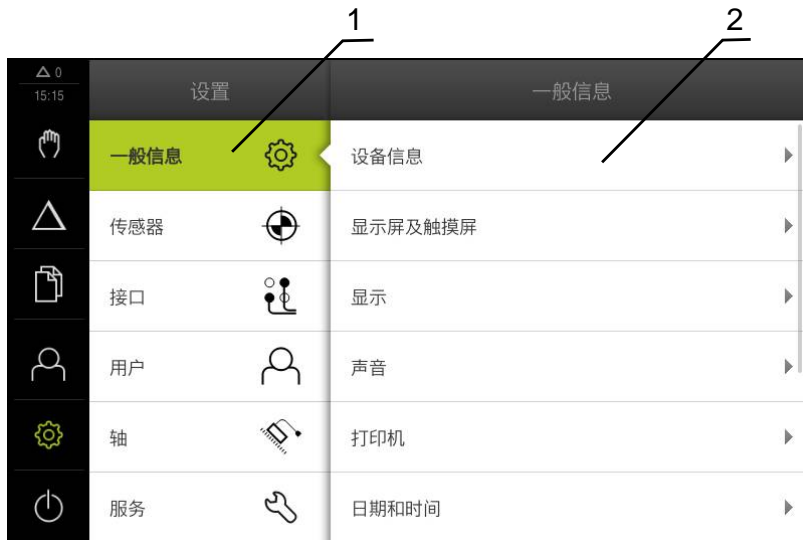 1
2
0
15:15
设置
一般信息
一般信息
设备信息
传感器
显示屏及触摸屏
接口
显示
用户
声音
轴
打印机
服务
日期和时间